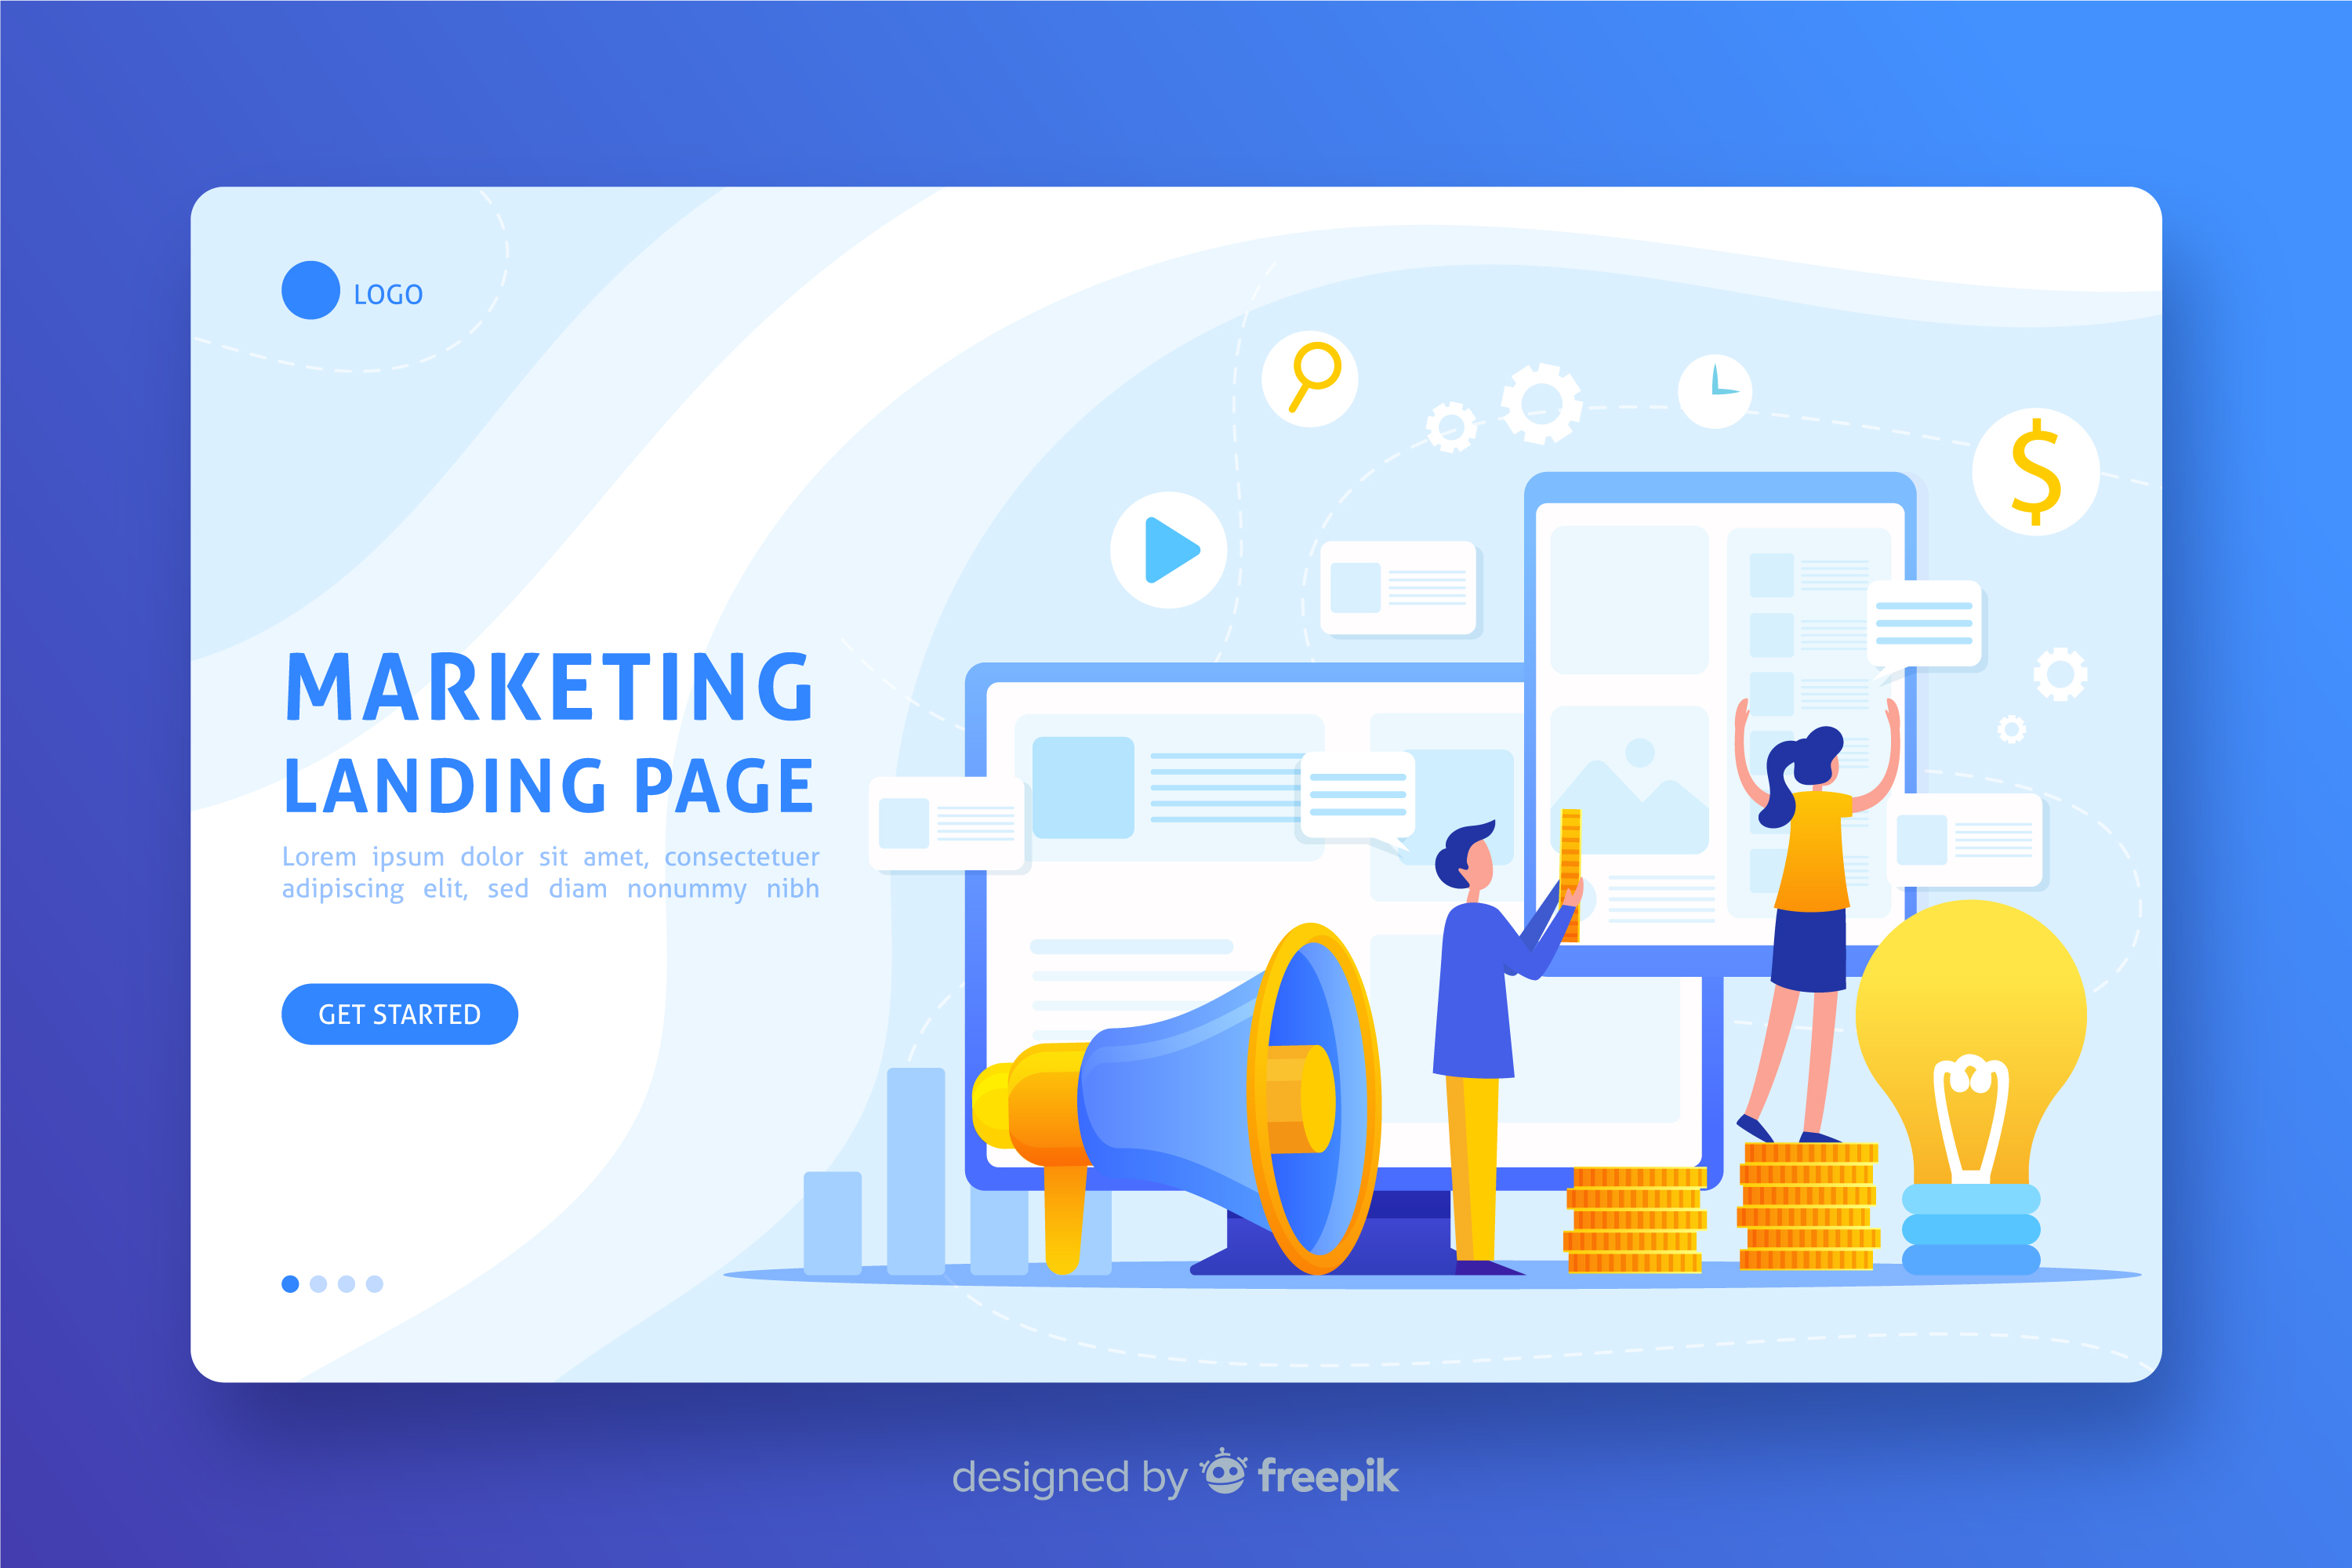 LOGO
MARKETING
LANDING PAGE
Lorem ipsum dolor sit amet, consectetuer
adipiscing elit, sed diam nonummy nibh
GET STARTED
$
designed by freepik